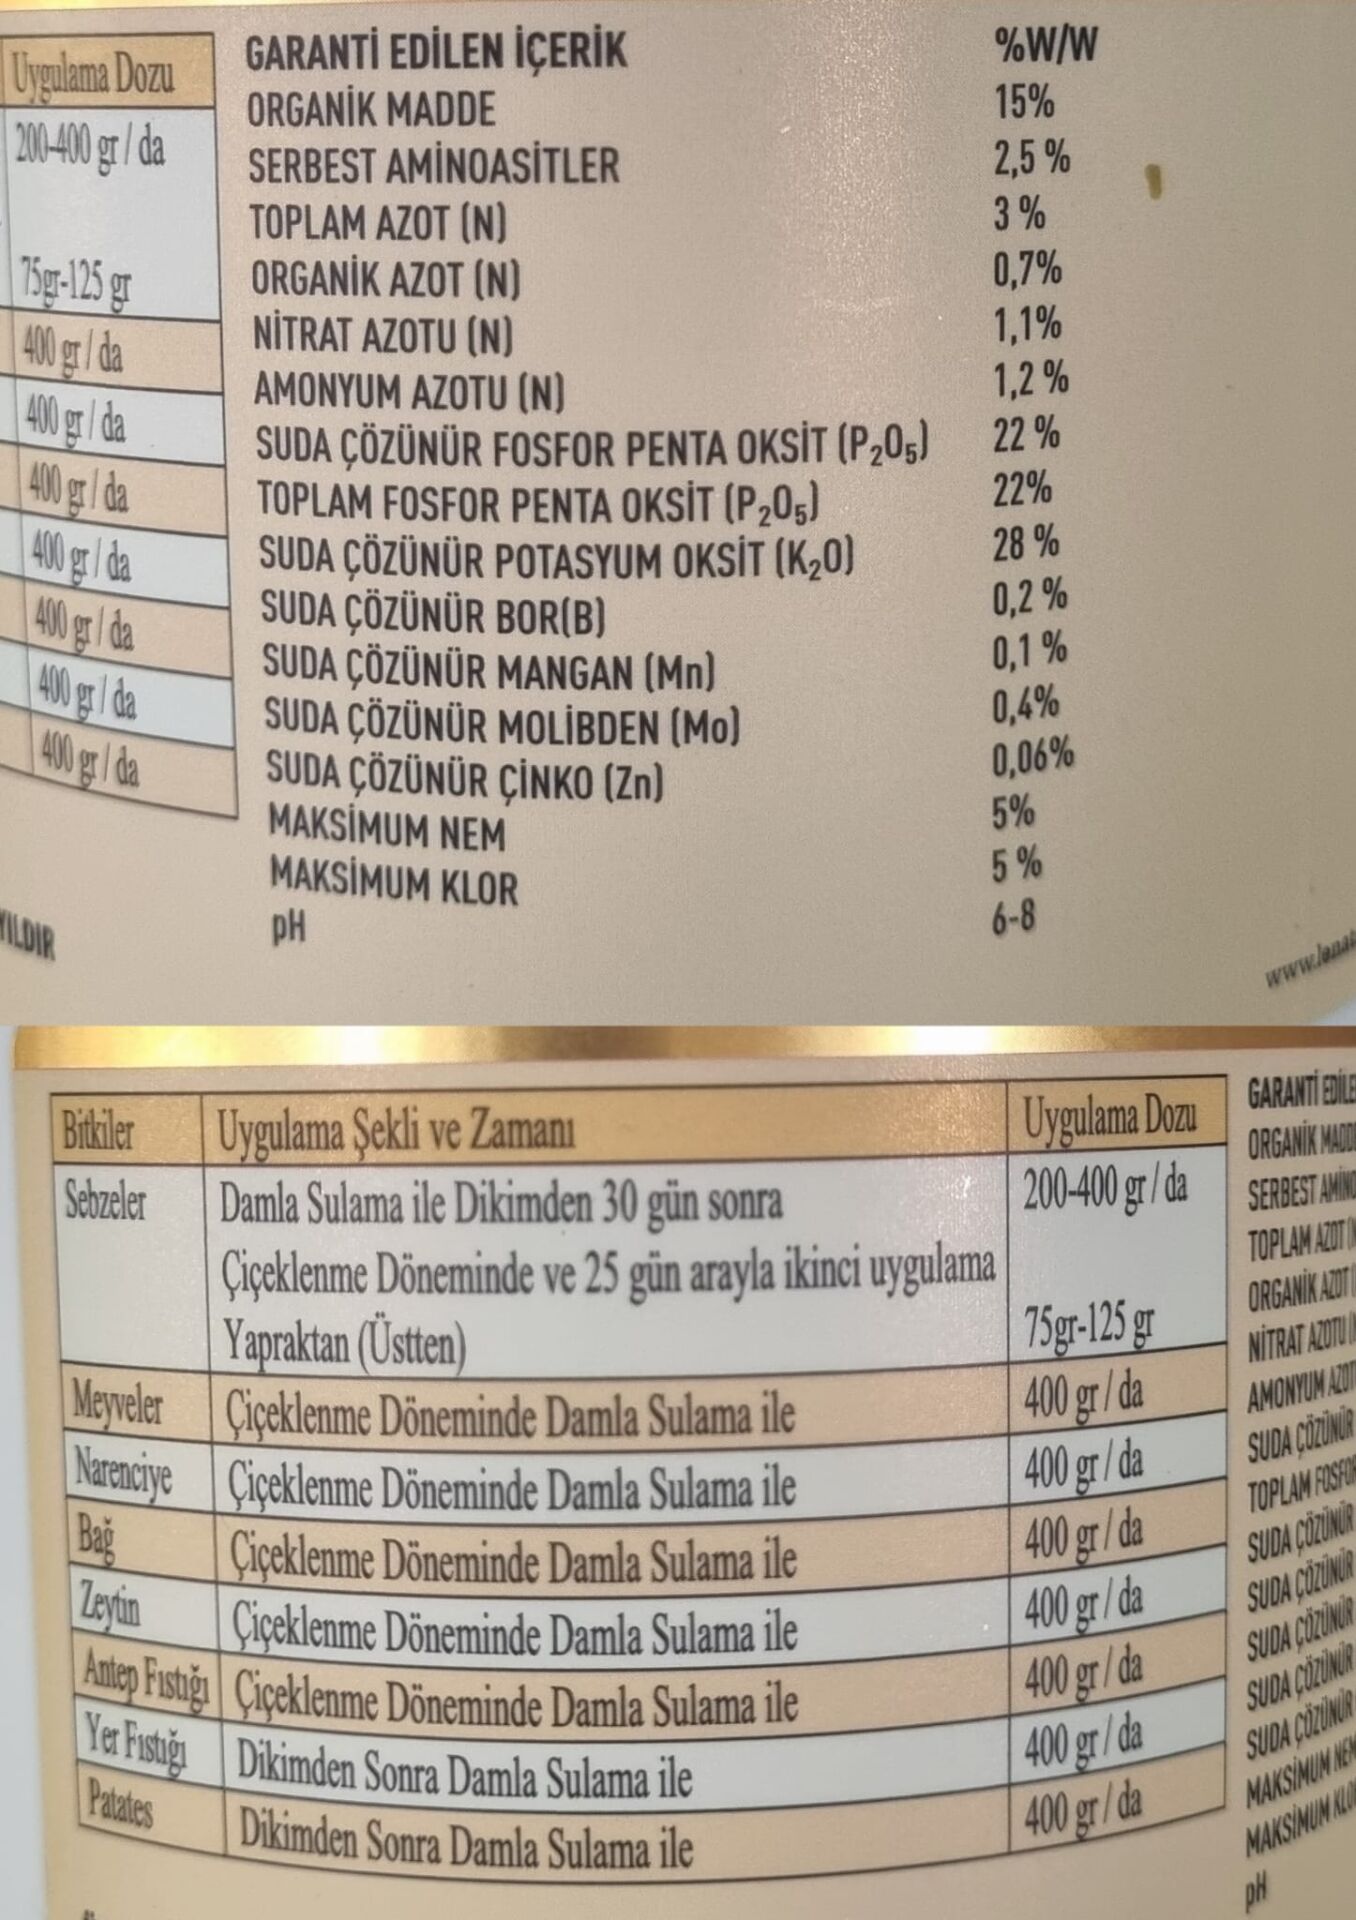 Uygulama Dozu
200-400 gr / da
75gr-125 gr
400 gr / da
400 gr / da
400 gr / da
400 gr / da
400 gr / da
400 gr / da
400 gr / da
GARANTİ EDİLEN İÇERİK %W/W
ORGANİK MADDE 15%
SERBEST AMİNOASİTLER 2,5 %
TOPLAM AZOT (N) 3 %
ORGANİK AZOT (N) 0,7%
NİTRAT AZOTU (N) 1,1%
AMONYUM AZOTU (N) 1,2 %
SUDA ÇÖZÜNÜR FOSFOR PENTA OKSİT (P₂O₅) 22 %
TOPLAM FOSFOR PENTA OKSİT (P₂O₅) 22%
SUDA ÇÖZÜNÜR POTASYUM OKSİT (K₂O) 28 %
SUDA ÇÖZÜNÜR BOR(B) 0,2 %
SUDA ÇÖZÜNÜR MANGAN (Mn) 0,1 %
SUDA ÇÖZÜNÜR MOLİBDEN (Mo) 0,4%
SUDA ÇÖZÜNÜR ÇİNKO (Zn) 0,06%
MAKSİMUM NEM 5%
MAKSİMUM KLOR 5 %
pH 6-8
YILDIR
Bitkiler Uygulama Şekli ve Zamanı Uygulama Dozu
Sebzeler Damla Sulama ile Dikimden 30 gün sonra 200-400 gr / da
Çiçeklenme Döneminde ve 25 gün arayla ikinci uygulama
Yapraktan (Üstten) 75gr-125 gr
Meyveler Çiçeklenme Döneminde Damla Sulama ile 400 gr / da
Narenciye Çiçeklenme Döneminde Damla Sulama ile 400 gr / da
Bağ Çiçeklenme Döneminde Damla Sulama ile 400 gr / da
Zeytin Çiçeklenme Döneminde Damla Sulama ile 400 gr / da
Antep Fıstığı Çiçeklenme Döneminde Damla Sulama ile 400 gr / da
Yer Fıstığı Dikimden Sonra Damla Sulama ile 400 gr / da
Patates Dikimden Sonra Damla Sulama ile 400 gr / da
GARANTİ
ORGANİK
SERBEST
TOPLAM AZOT
ORGANİK AZOT
NİTRAT AZOTU
AMONYUM
SUDA ÇÖZÜNÜR
TOPLAM
SUDA ÇÖZÜNÜR
SUDA ÇÖZÜNÜR
SUDA ÇÖZÜNÜR
SUDA ÇÖZÜNÜR
SUDA ÇÖZÜNÜR
MAKSİMUM
MAKSİMUM
pH